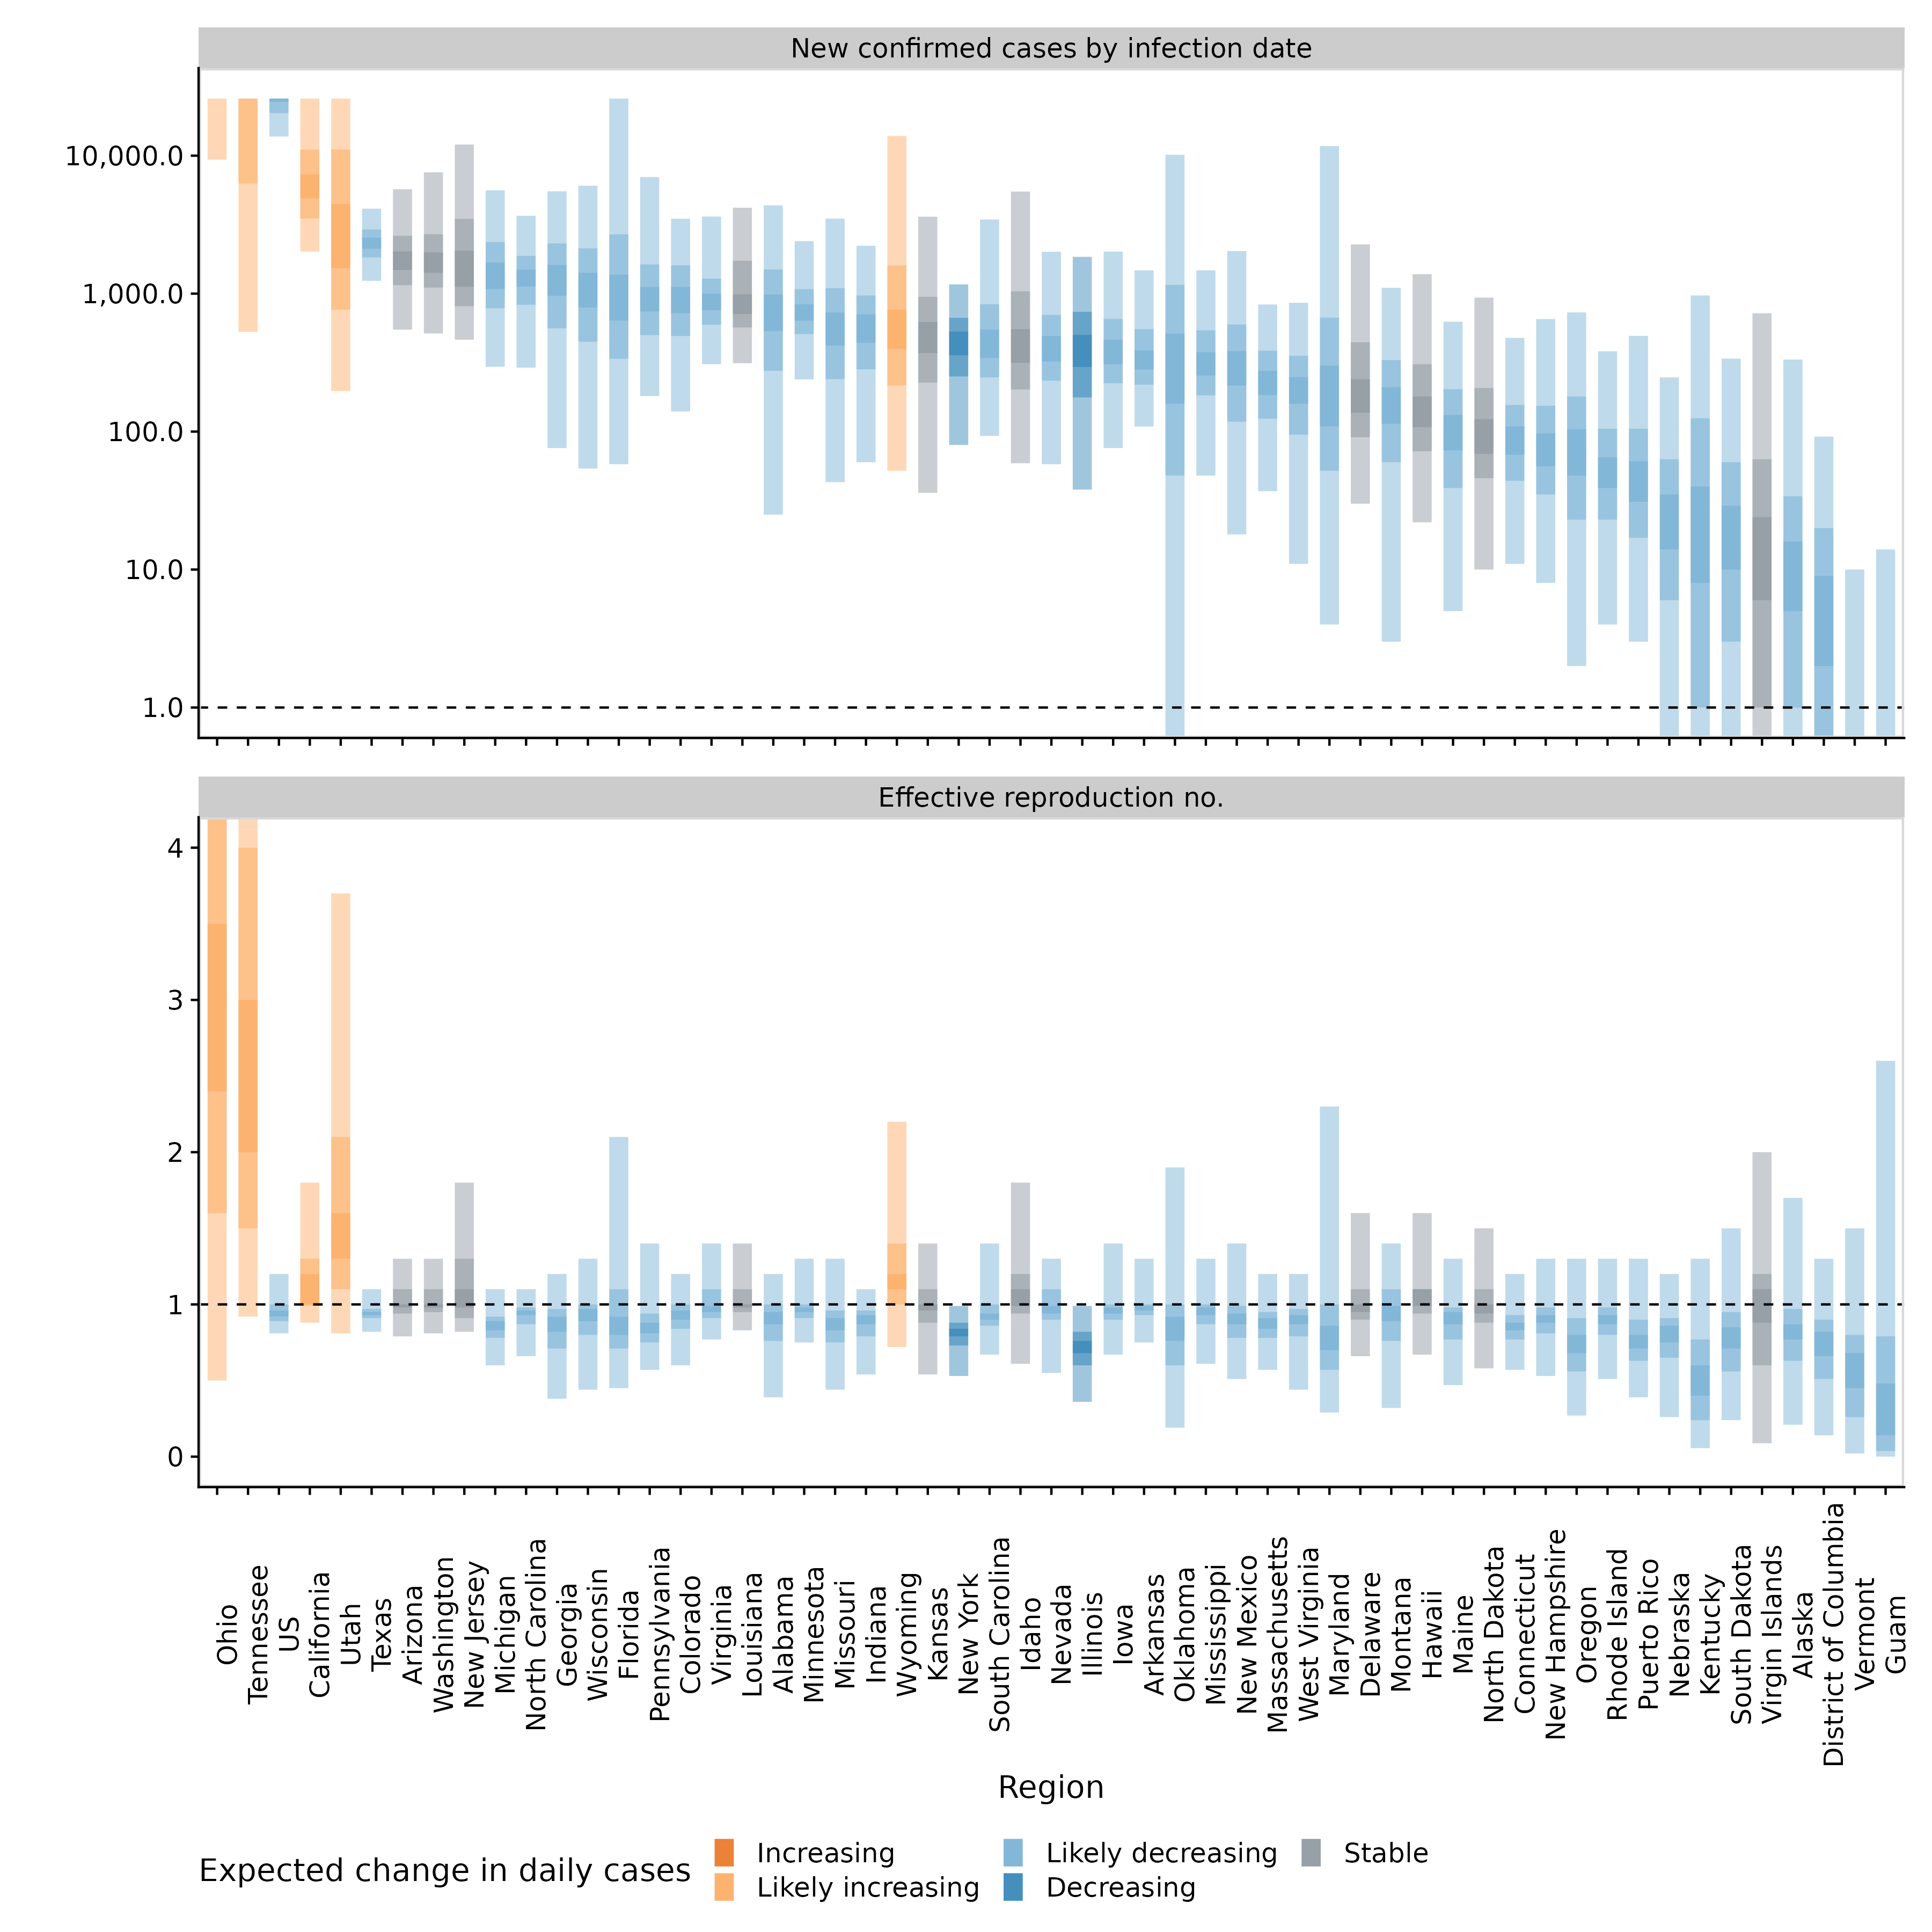 New confirmed cases by infection date
10,000.0
1,000.0
100.0
10.0
1.0
Effective reproduction no.
4
3
2
1
0
Ohio
Tennessee
US
California
Utah
Texas
Arizona
Washington
New Jersey
Michigan
North Carolina
Georgia
Wisconsin
Florida
Pennsylvania
Colorado
Virginia
Louisiana
Alabama
Minnesota
Missouri
Indiana
Wyoming
Kansas
New York
South Carolina
Idaho
Nevada
Illinois
Iowa
Arkansas
Oklahoma
Mississippi
New Mexico
Massachusetts
West Virginia
Maryland
Delaware
Montana
Hawaii
Maine
North Dakota
Connecticut
New Hampshire
Oregon
Rhode Island
Puerto Rico
Nebraska
Kentucky
South Dakota
Virgin Islands
Alaska
District of Columbia
Vermont
Guam
Region
Expected change in daily cases
Increasing
Likely increasing
Likely decreasing
Decreasing
Stable